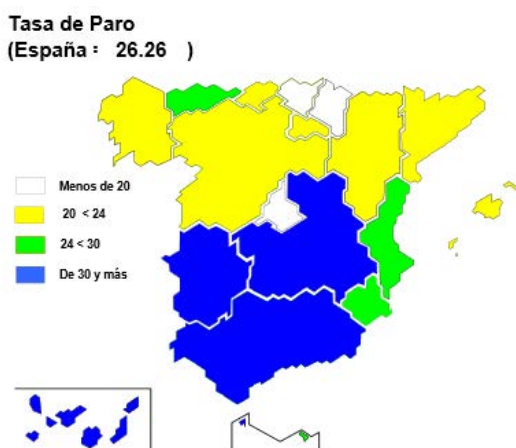 Tasa de Paro
(España : 26.26 )
Menos de 20
20 < 24
24 < 30
De 30 y más